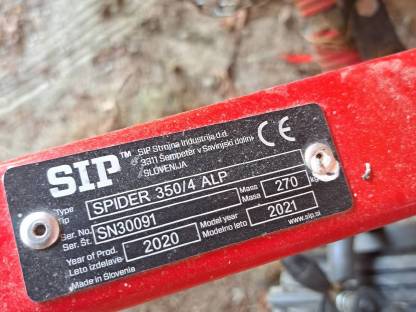 SIP™
SIP Strojna Industrija d.d.
3311 Šempeter v Savinjski dolini
SLOVENIJA
CE
Type
Tip
SPIDER 350/4 ALP
Mass
Masa
270
kg
Ser. No.
Ser. Št.
SN30091
Model year
Modelno leto
2021
Year of Prod.
Leto izdelave
2020
Made in Slovenia
www.sip.si